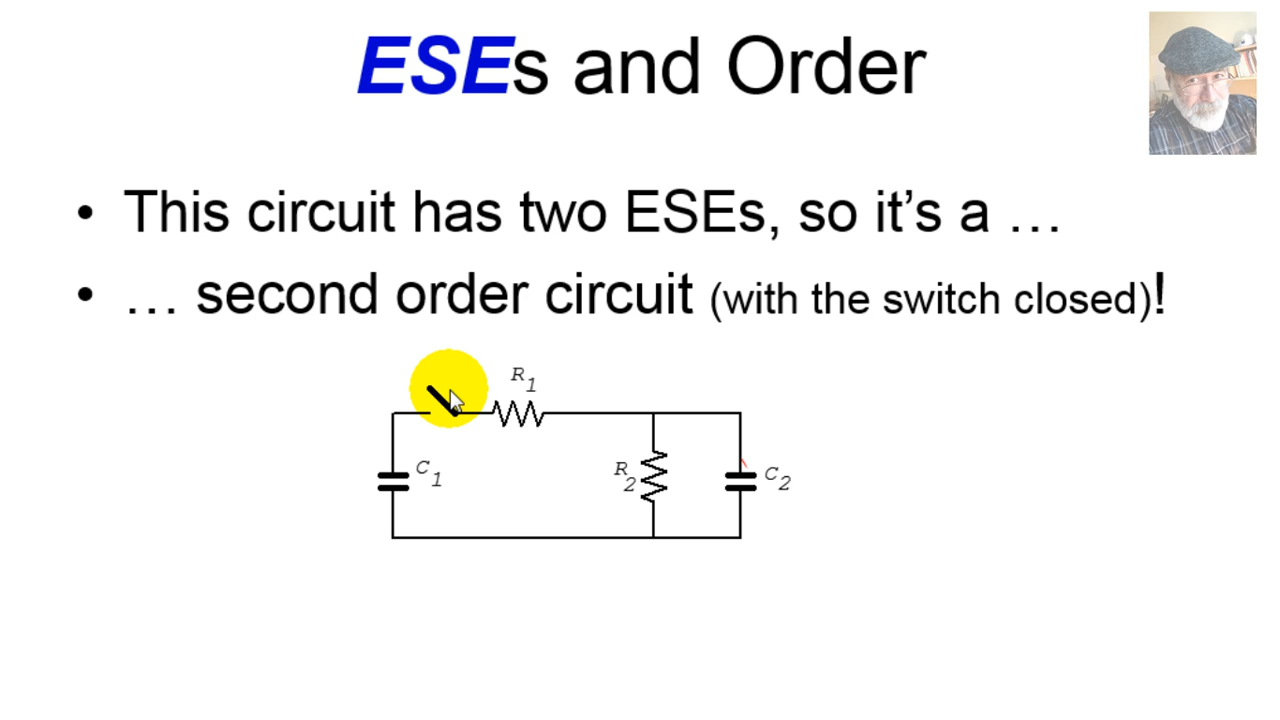 ESEs and Order
• This circuit has two ESEs, so it's a …
• … second order circuit (with the switch closed)!
R1
C1
R2
C2